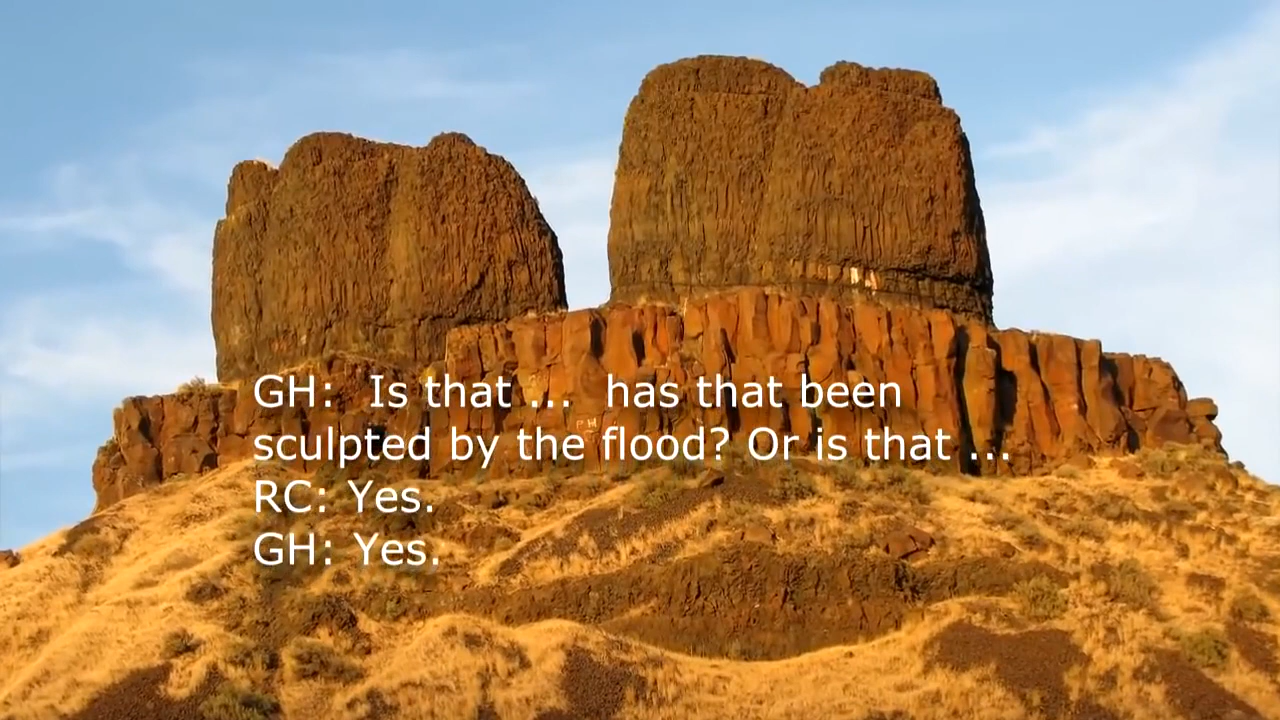 GH:  Is that ...  has that been
sculpted by the flood? Or is that ...
RC: Yes.
GH: Yes.